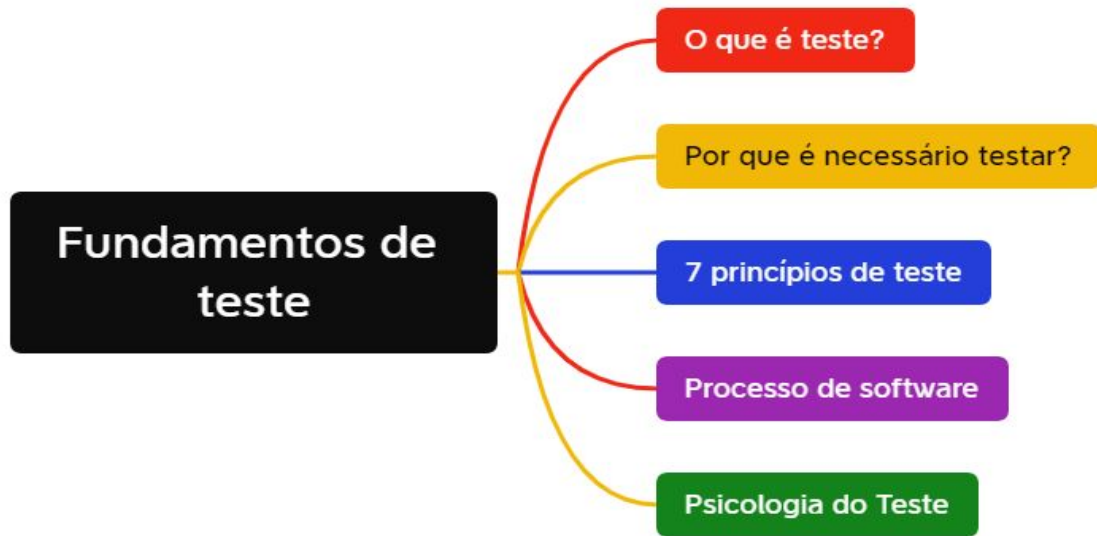 Fundamentos de
teste
O que é teste?
Por que é necessário testar?
7 princípios de teste
Processo de software
Psicologia do Teste